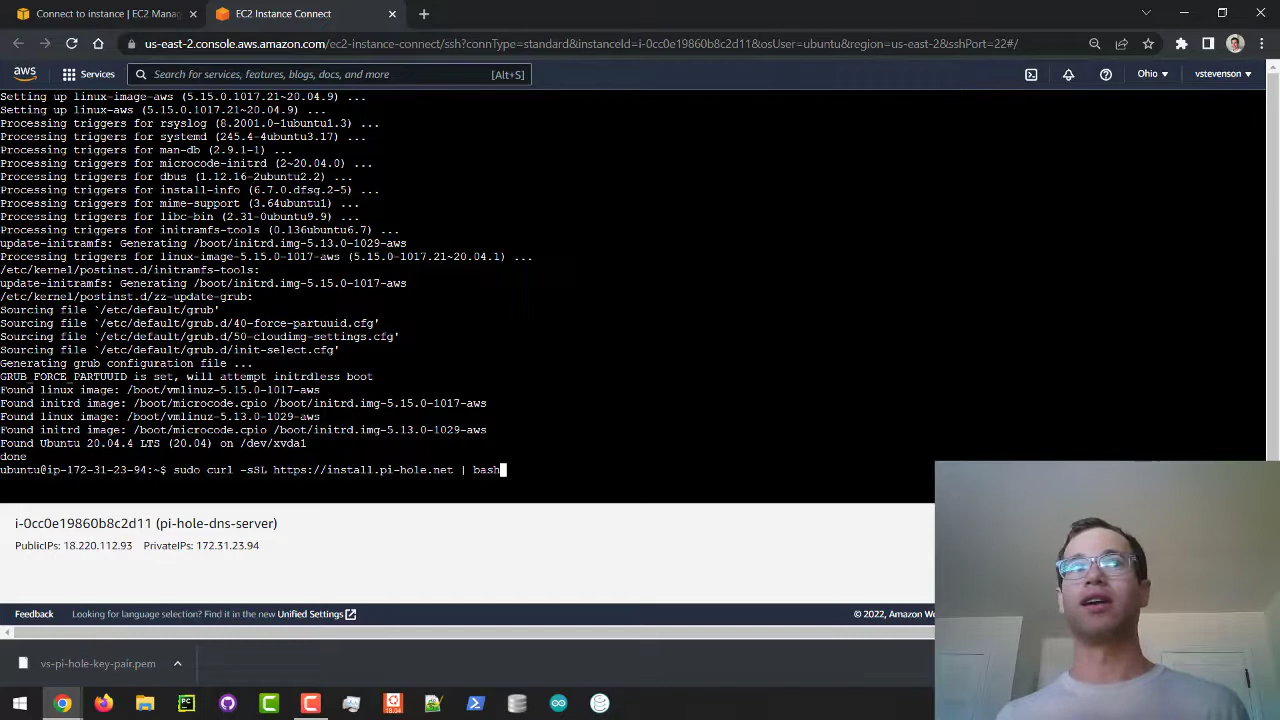 Connect to instance | EC2 Manag
EC2 Instance Connect
us-east-2.console.aws.amazon.com/ec2-instance-connect/ssh?connType=standard&instanceId=i-0cc0e19860b8c2d11&osUser=ubuntu&region=us-east-2&sshPort=22#/
aws
Services
Search for services, features, blogs, docs, and more
[Alt+S]
Ohio
vstevenson
Setting up linux-image-aws (5.15.0.1017.21~20.04.9) ...
Setting up linux-aws (5.15.0.1017.21~20.04.9) ...
Processing triggers for rsyslog (8.2001.0-1ubuntu1.3) ...
Processing triggers for systemd (245.4-4ubuntu3.17) ...
Processing triggers for man-db (2.9.1-1) ...
Processing triggers for microcode-initrd (2~20.04.0) ...
Processing triggers for dbus (1.12.16-2ubuntu2.2) ...
Processing triggers for install-info (6.7.0.dfsg.2-5) ...
Processing triggers for mime-support (3.64ubuntu1) ...
Processing triggers for libc-bin (2.31-0ubuntu9.9) ...
Processing triggers for initramfs-tools (0.136ubuntu6.7) ...
update-initramfs: Generating /boot/initrd.img-5.13.0-1029-aws
Processing triggers for linux-image-5.15.0-1017-aws (5.15.0-1017.21~20.04.1) ...
/etc/kernel/postinst.d/initramfs-tools:
update-initramfs: Generating /boot/initrd.img-5.15.0-1017-aws
/etc/kernel/postinst.d/zz-update-grub:
Sourcing file `/etc/default/grub'
Sourcing file `/etc/default/grub.d/40-force-partuuid.cfg'
Sourcing file `/etc/default/grub.d/50-cloudimg-settings.cfg'
Sourcing file `/etc/default/grub.d/init-select.cfg'
Generating grub configuration file ...
GRUB_FORCE_PARTUUID is set, will attempt initrdless boot
Found linux image: /boot/vmlinuz-5.15.0-1017-aws
Found initrd image: /boot/microcode.cpio /boot/initrd.img-5.15.0-1017-aws
Found linux image: /boot/vmlinuz-5.13.0-1029-aws
Found initrd image: /boot/microcode.cpio /boot/initrd.img-5.13.0-1029-aws
Found Ubuntu 20.04.4 LTS (20.04) on /dev/xvda1
done
ubuntu@ip-172-31-23-94:~$ sudo curl -sSL https://install.pi-hole.net | bash
i-0cc0e19860b8c2d11 (pi-hole-dns-server)
PublicIPs: 18.220.112.93 PrivateIPs: 172.31.23.94
Feedback
Looking for language selection? Find it in the new Unified Settings
© 2022, Amazon We
vs-pi-hole-key-pair.pem
PC
18.04